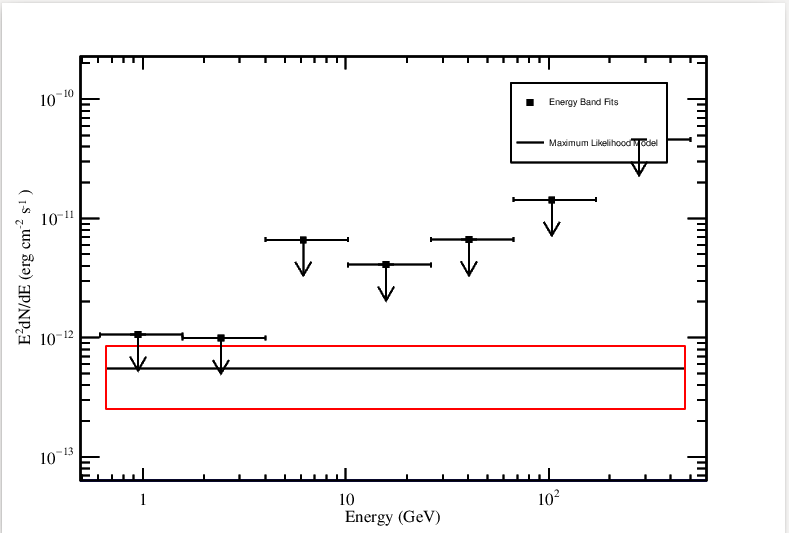 10⁻¹⁰
Energy Band Fits
Maximum Likelihood Model
10⁻¹¹
E²dN/dE (erg cm⁻² s⁻¹ )
10⁻¹²
10⁻¹³
1 10 10²
Energy (GeV)